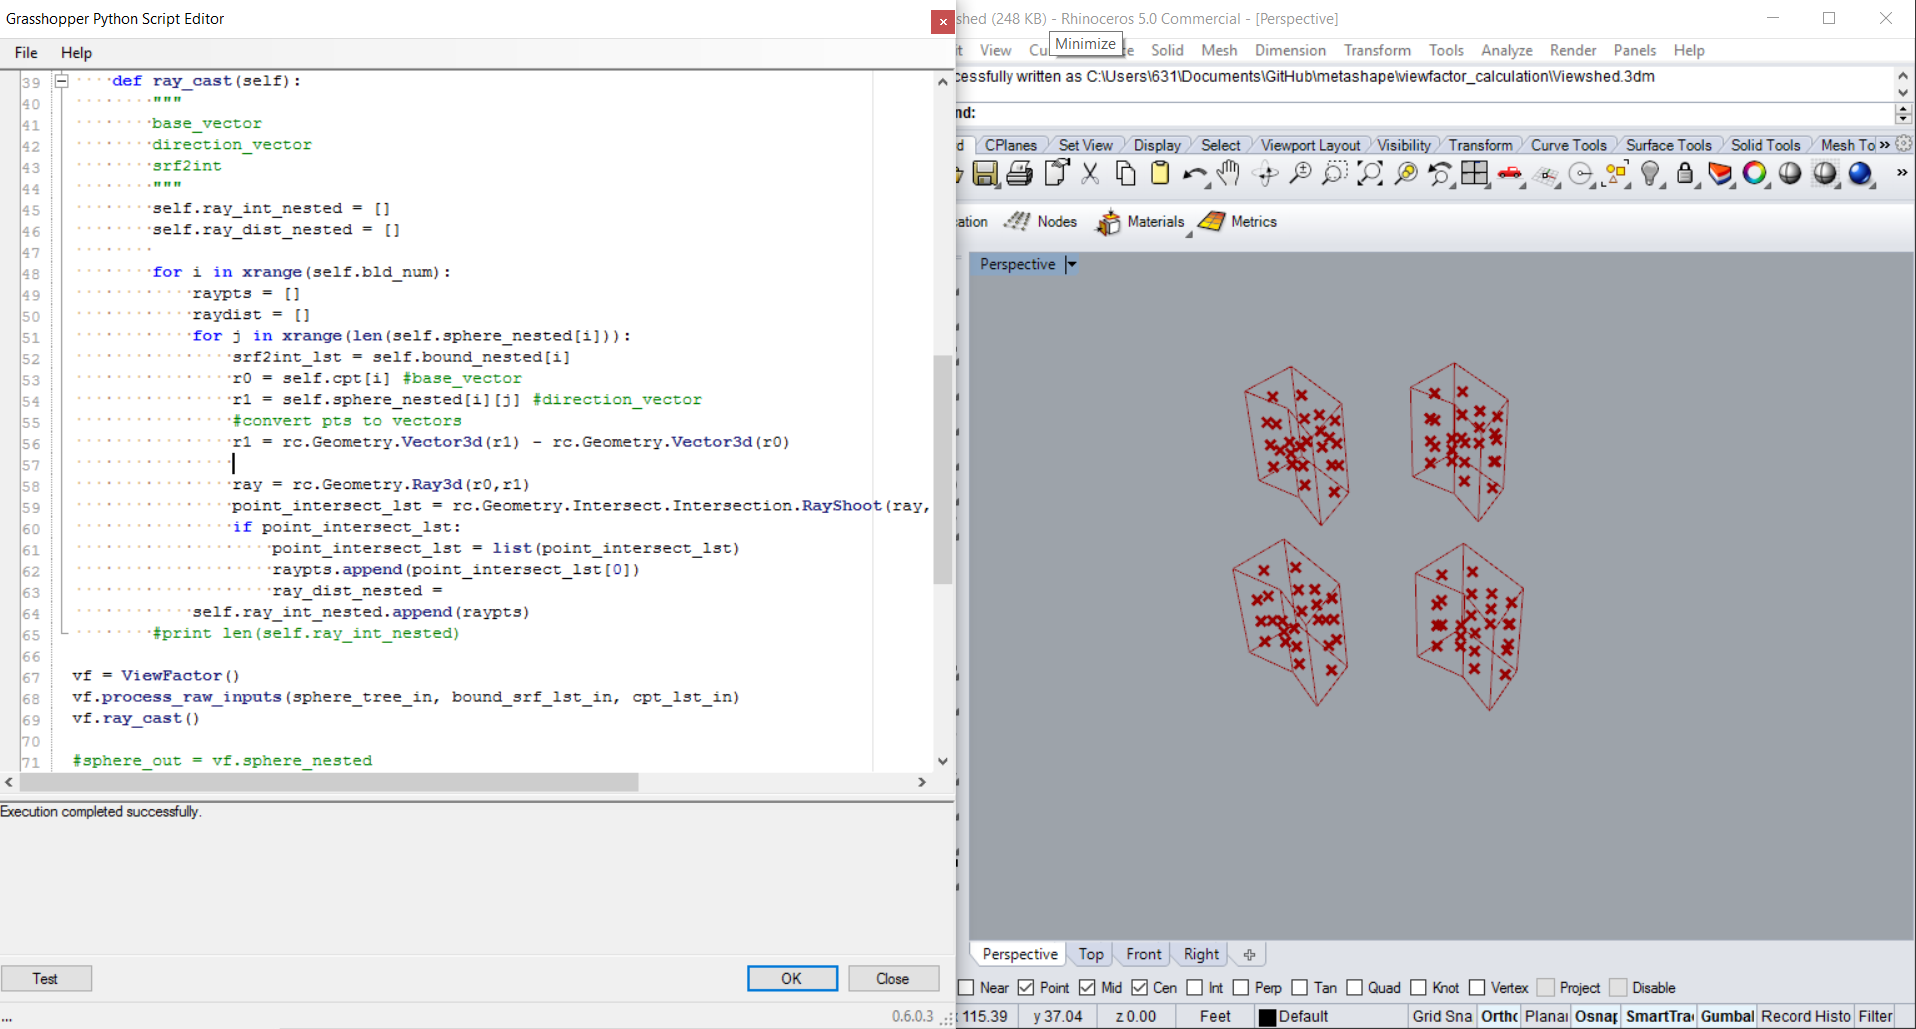 Grasshopper Python Script Editor
File Help
39 def ray_cast(self):
40 """
41 base_vector
42 direction_vector
43 srf2int
44 """
45 self.ray_int_nested = []
46 self.ray_dist_nested = []
47
48 for i in xrange(self.bld_num):
49 raypts = []
50 raydist = []
51 for j in xrange(len(self.sphere_nested[i])):
52 srf2int_lst = self.bound_nested[i]
53 r0 = self.cpt[i] #base_vector
54 r1 = self.sphere_nested[i][j] #direction_vector
55 #convert pts to vectors
56 r1 = rc.Geometry.Vector3d(r1) - rc.Geometry.Vector3d(r0)
57
58 ray = rc.Geometry.Ray3d(r0,r1)
59 point_intersect_lst = rc.Geometry.Intersect.Intersection.RayShoot(ray,
60 if point_intersect_lst:
61 point_intersect_lst = list(point_intersect_lst)
62 raypts.append(point_intersect_lst[0])
63 ray_dist_nested =
64 self.ray_int_nested.append(raypts)
65 #print len(self.ray_int_nested)
66
67 vf = ViewFactor()
68 vf.process_raw_inputs(sphere_tree_in, bound_srf_lst_in, cpt_lst_in)
69 vf.ray_cast()
70
71 #sphere_out = vf.sphere_nested
Execution completed successfully.
Test OK Close
... 0.6.0.3
shed (248 KB) - Rhinoceros 5.0 Commercial - [Perspective]
Minimize
it View Cu ce Solid Mesh Dimension Transform Tools Analyze Render Panels Help
cessfully written as C:\Users\631\Documents\GitHub\metashape\viewfactor_calculation\Viewshed.3dm
nd:
d CPlanes Set View Display Select Viewport Layout Visibility Transform Curve Tools Surface Tools Solid Tools Mesh To »
»
ation Nodes Materials Metrics
Perspective
Perspective Top Front Right
Near Point Mid Cen Int Perp Tan Quad Knot Vertex Project Disable
x 115.39 y 37.04 z 0.00 Feet Default Grid Sna Ortho Planar Osnap SmartTrac Gumbal Record Histo Filter